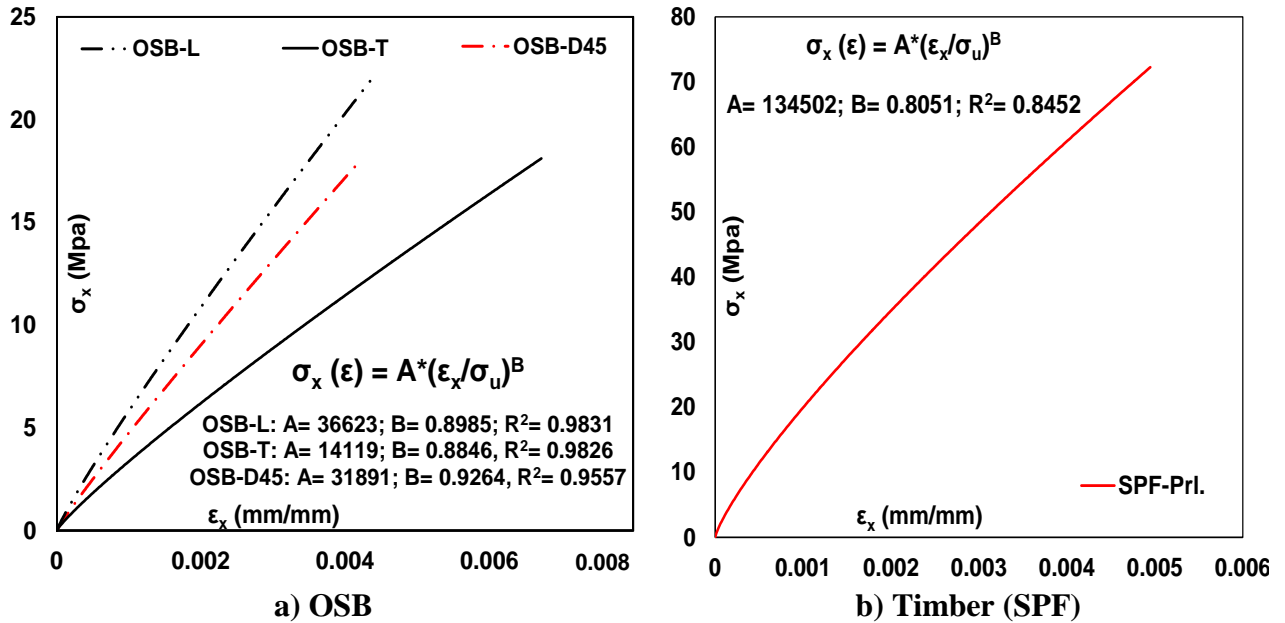 25
20
15
10
5
0
σx (Mpa)
OSB-L
OSB-T
OSB-D45
σx (ε) = A*(εx/σu)B
OSB-L: A= 36623; B= 0.8985; R2= 0.9831
OSB-T: A= 14119; B= 0.8846, R2= 0.9826
OSB-D45: A= 31891; B= 0.9264, R2= 0.9557
εx (mm/mm)
0 0.002 0.004 0.006 0.008
a) OSB
80
70
60
50
40
30
20
10
0
σx (Mpa)
σx (ε) = A*(εx/σu)B
A= 134502; B= 0.8051; R2= 0.8452
SPF-Prl.
εx (mm/mm)
0 0.001 0.002 0.003 0.004 0.005 0.006
b) Timber (SPF)